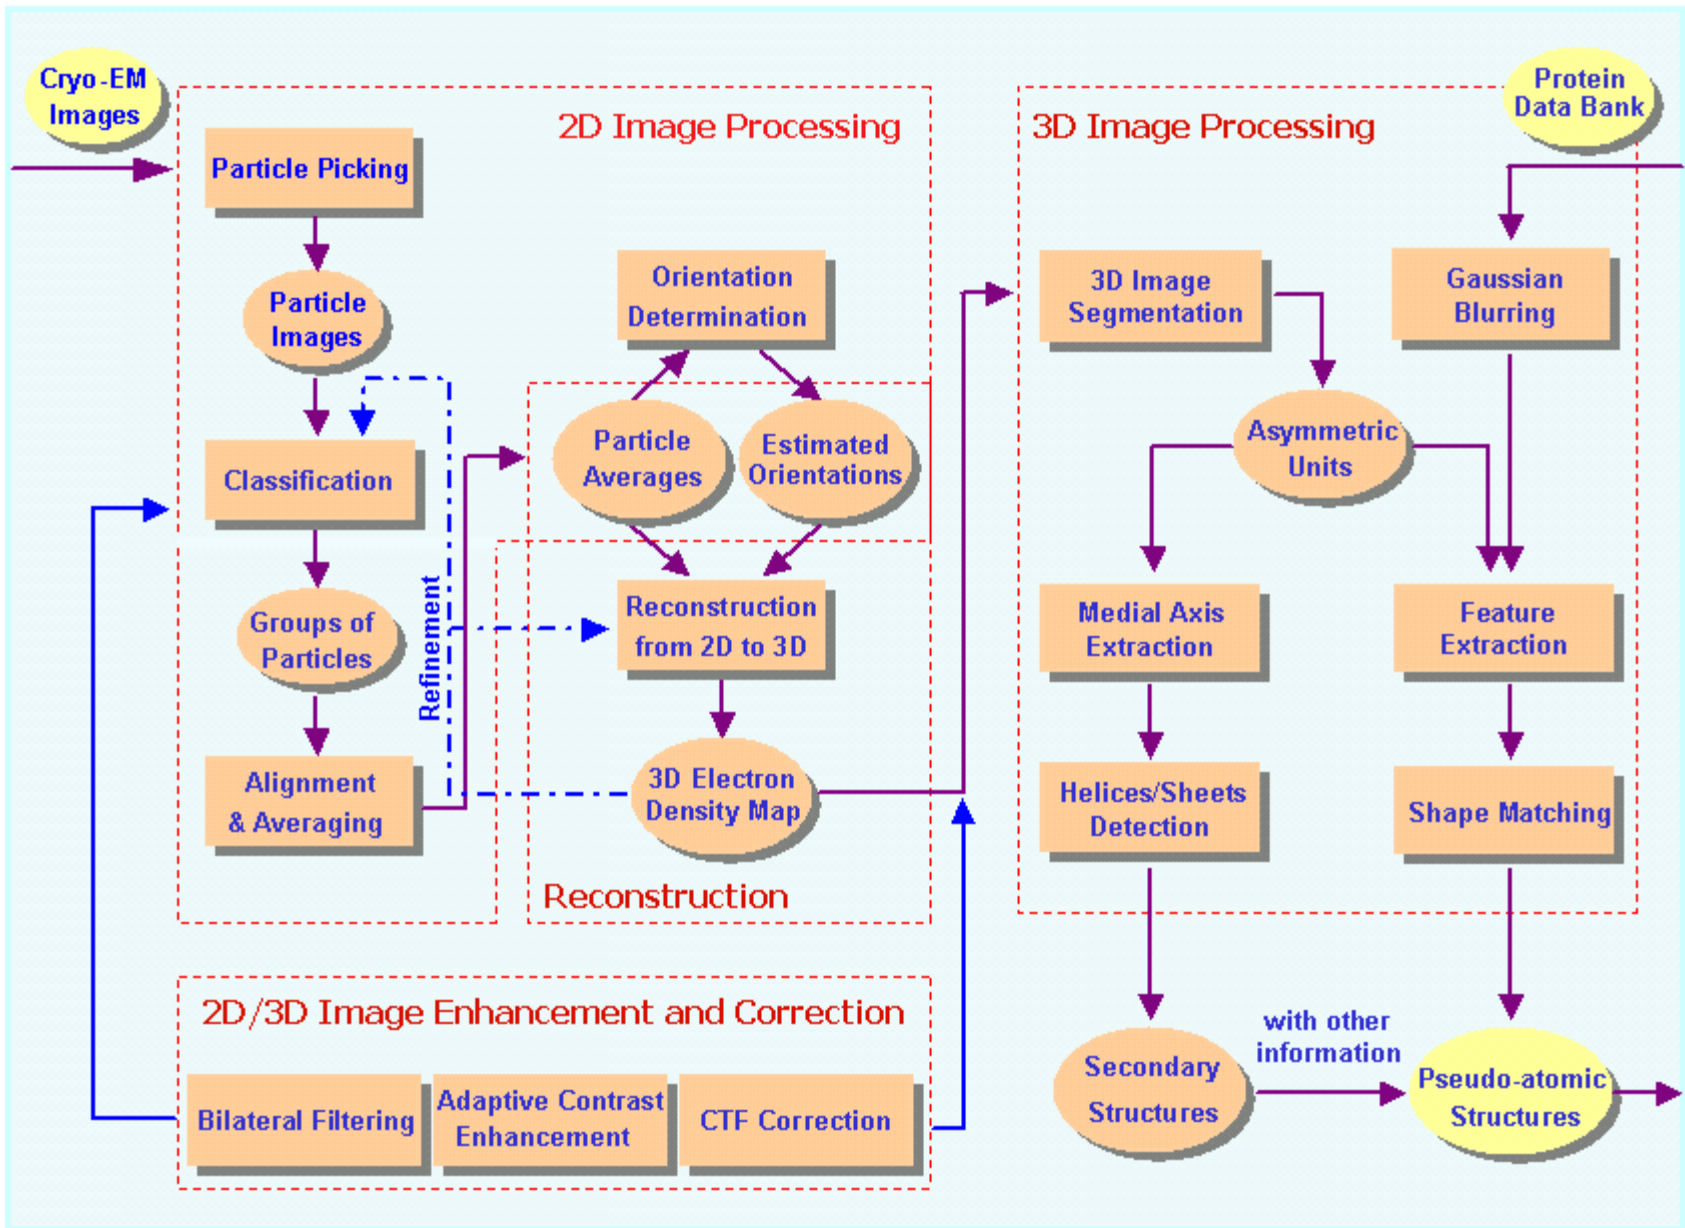 Cryo-EM
Images
2D Image Processing
Particle Picking
Particle
Images
Orientation
Determination
Classification
Particle
Averages
Estimated
Orientations
Groups of
Particles
Refinement
Reconstruction
from 2D to 3D
Alignment
& Averaging
3D Electron
Density Map
Reconstruction
3D Image Processing
Protein
Data Bank
3D Image
Segmentation
Gaussian
Blurring
Asymmetric
Units
Medial Axis
Extraction
Feature
Extraction
Helices/Sheets
Detection
Shape Matching
2D/3D Image Enhancement and Correction
Bilateral Filtering
Adaptive Contrast
Enhancement
CTF Correction
Secondary
Structures
with other
information
Pseudo-atomic
Structures